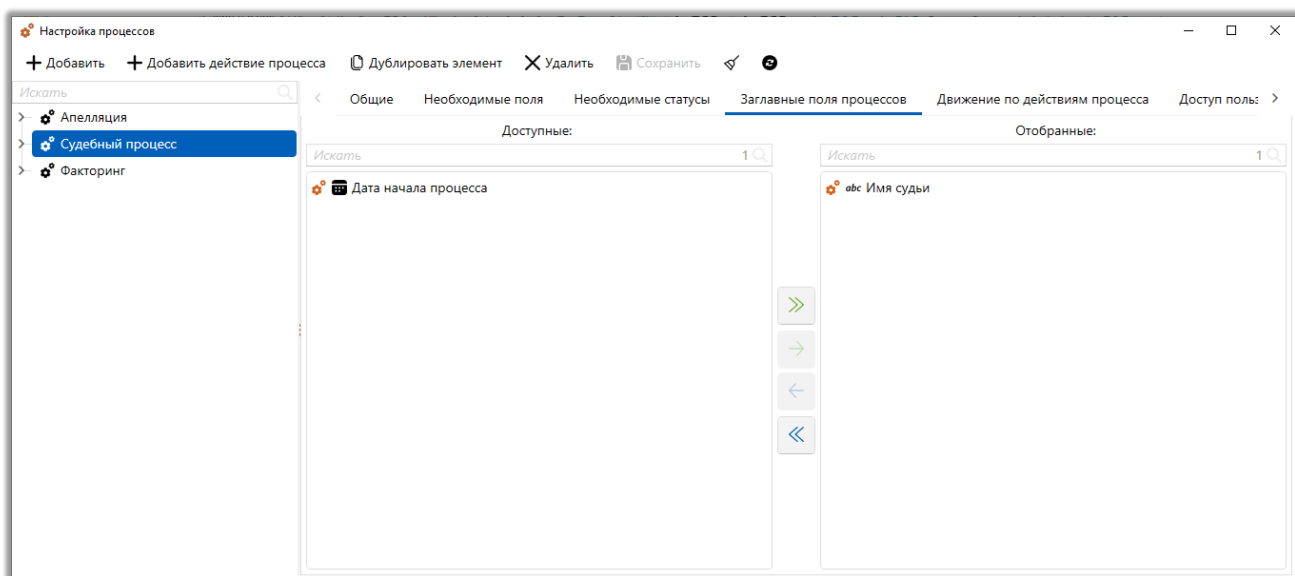 Настройка процессов
Добавить Добавить действие процесса Дублировать элемент Удалить Сохранить
Искать
Общие Необходимые поля Необходимые статусы Заглавные поля процессов Движение по действиям процесса Доступ польз
Апелляция
Судебный процесс
Факторинг
Доступные:
Искать 1
Дата начала процесса
Отобранные:
Искать 1
abc Имя судьи